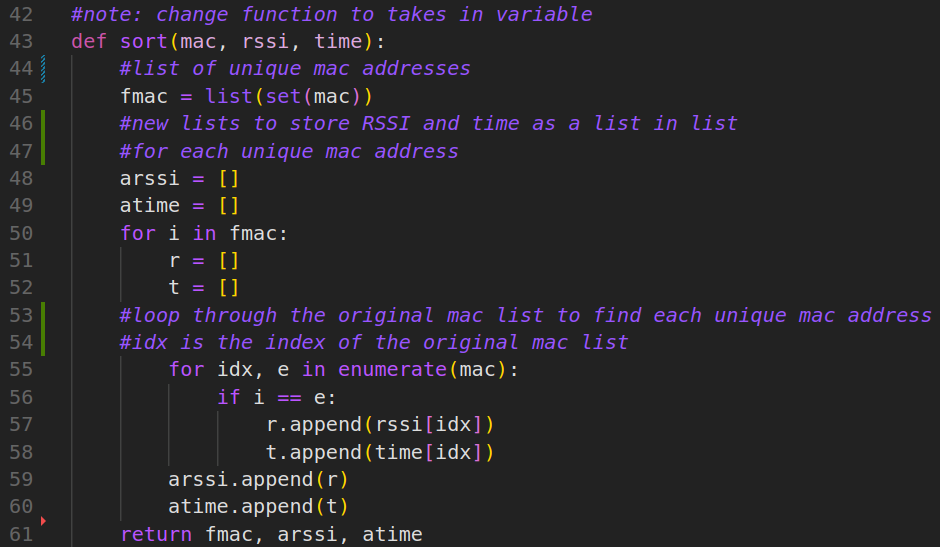 42 #note: change function to takes in variable
43 def sort(mac, rssi, time):
44     #list of unique mac addresses
45     fmac = list(set(mac))
46     #new lists to store RSSI and time as a list in list
47     #for each unique mac address
48     arssi = []
49     atime = []
50     for i in fmac:
51         r = []
52         t = []
53     #loop through the original mac list to find each unique mac address
54     #idx is the index of the original mac list
55         for idx, e in enumerate(mac):
56             if i == e:
57                 r.append(rssi[idx])
58                 t.append(time[idx])
59         arssi.append(r)
60         atime.append(t)
61     return fmac, arssi, atime